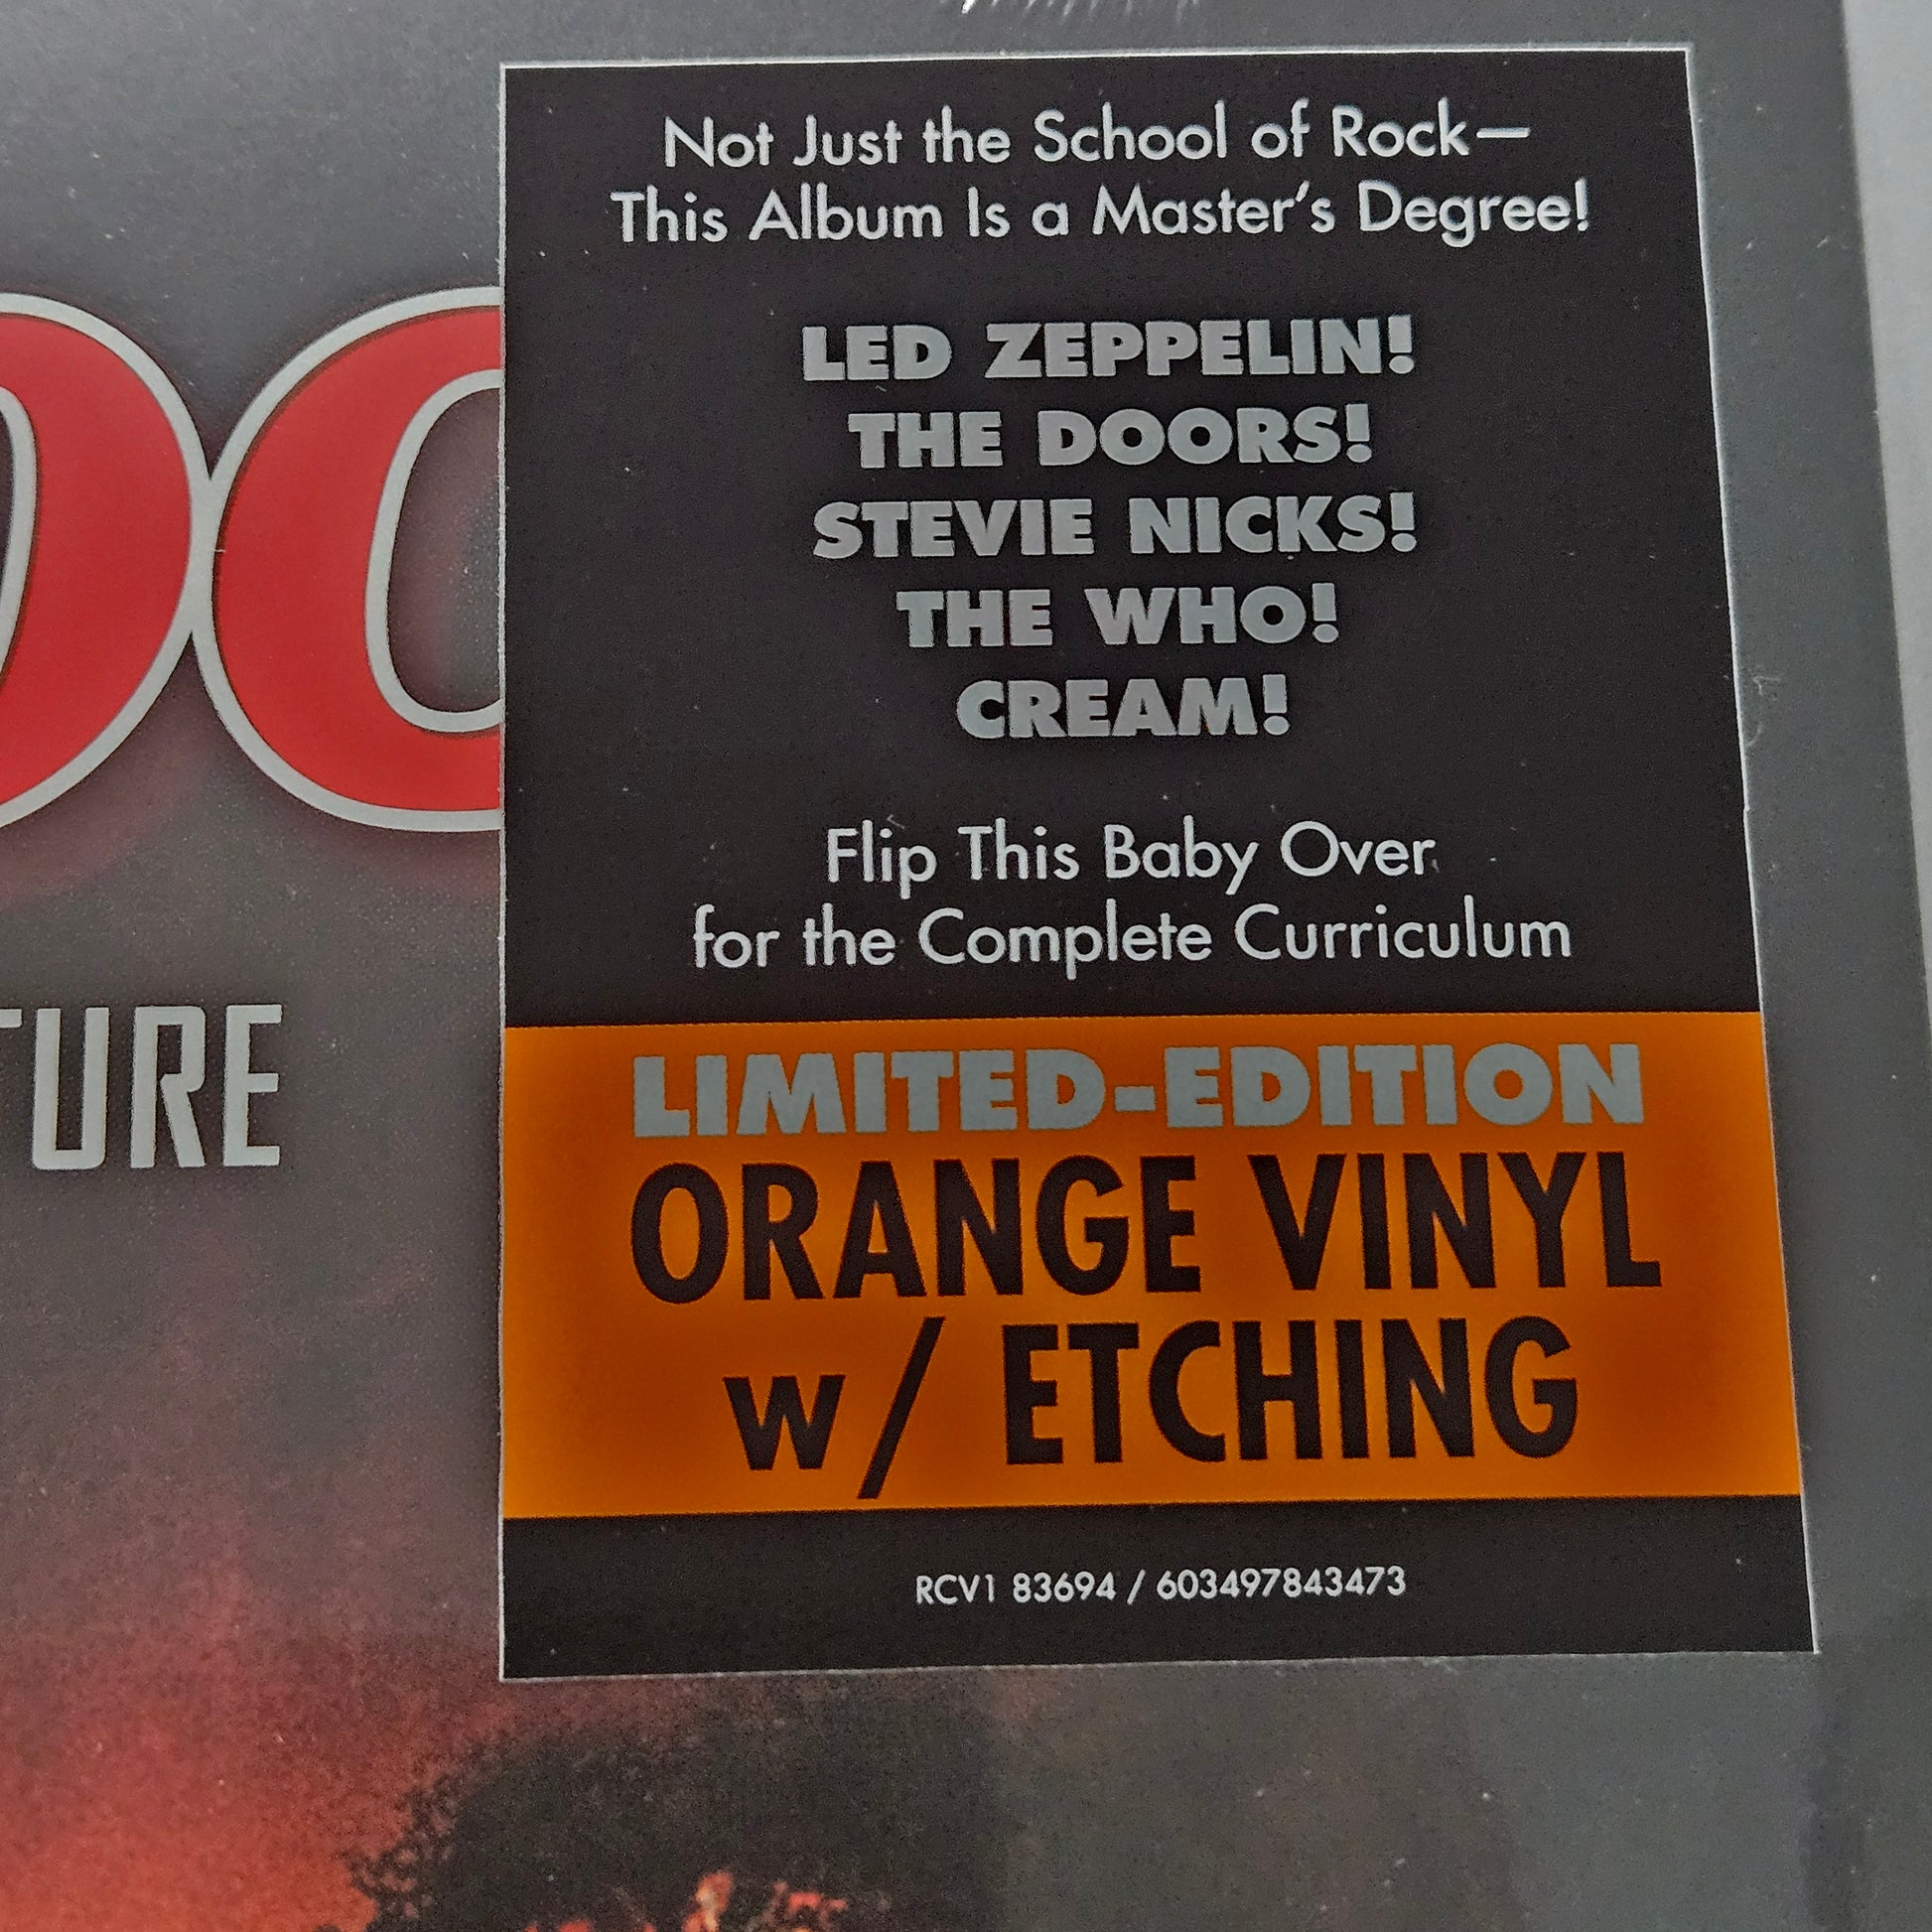 Not Just the School of Rock—
This Album Is a Master's Degree!
LED ZEPPELIN!
THE DOORS!
STEVIE NICKS!
THE WHO!
CREAM!
Flip This Baby Over
for the Complete Curriculum
LIMITED-EDITION
ORANGE VINYL
w/ ETCHING
RCV1 83694 / 603497843473